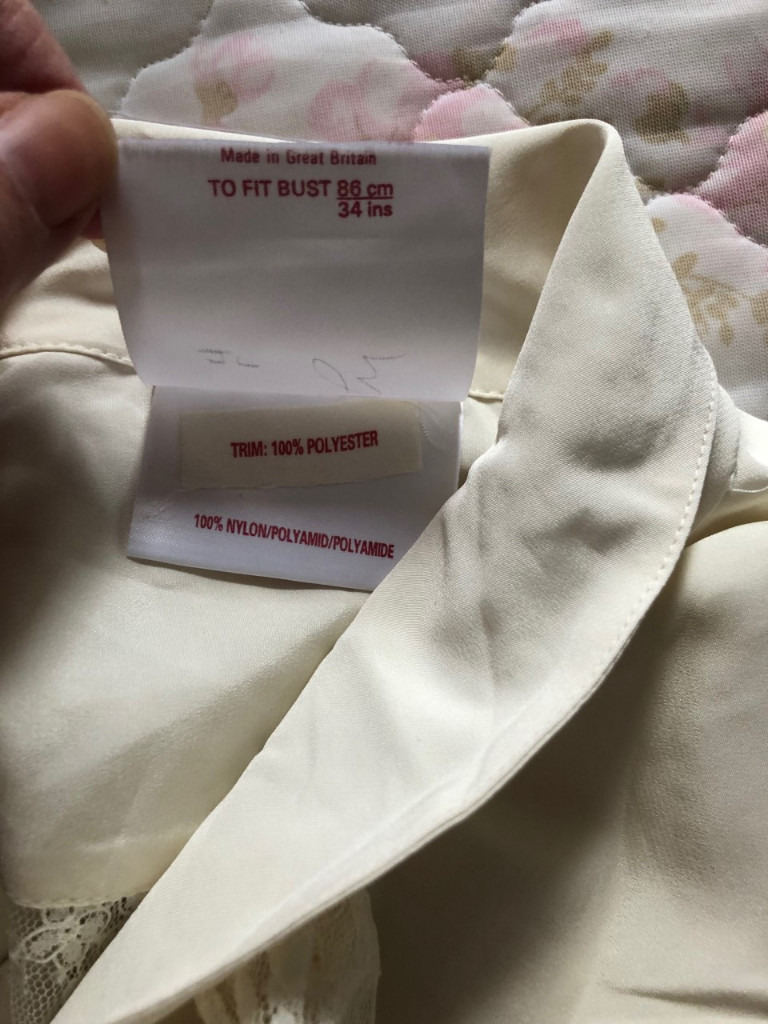 Made in Great Britain
TO FIT BUST 86 cm
34 ins
TRIM: 100% POLYESTER
100% NYLON/POLYAMID/POLYAMIDE